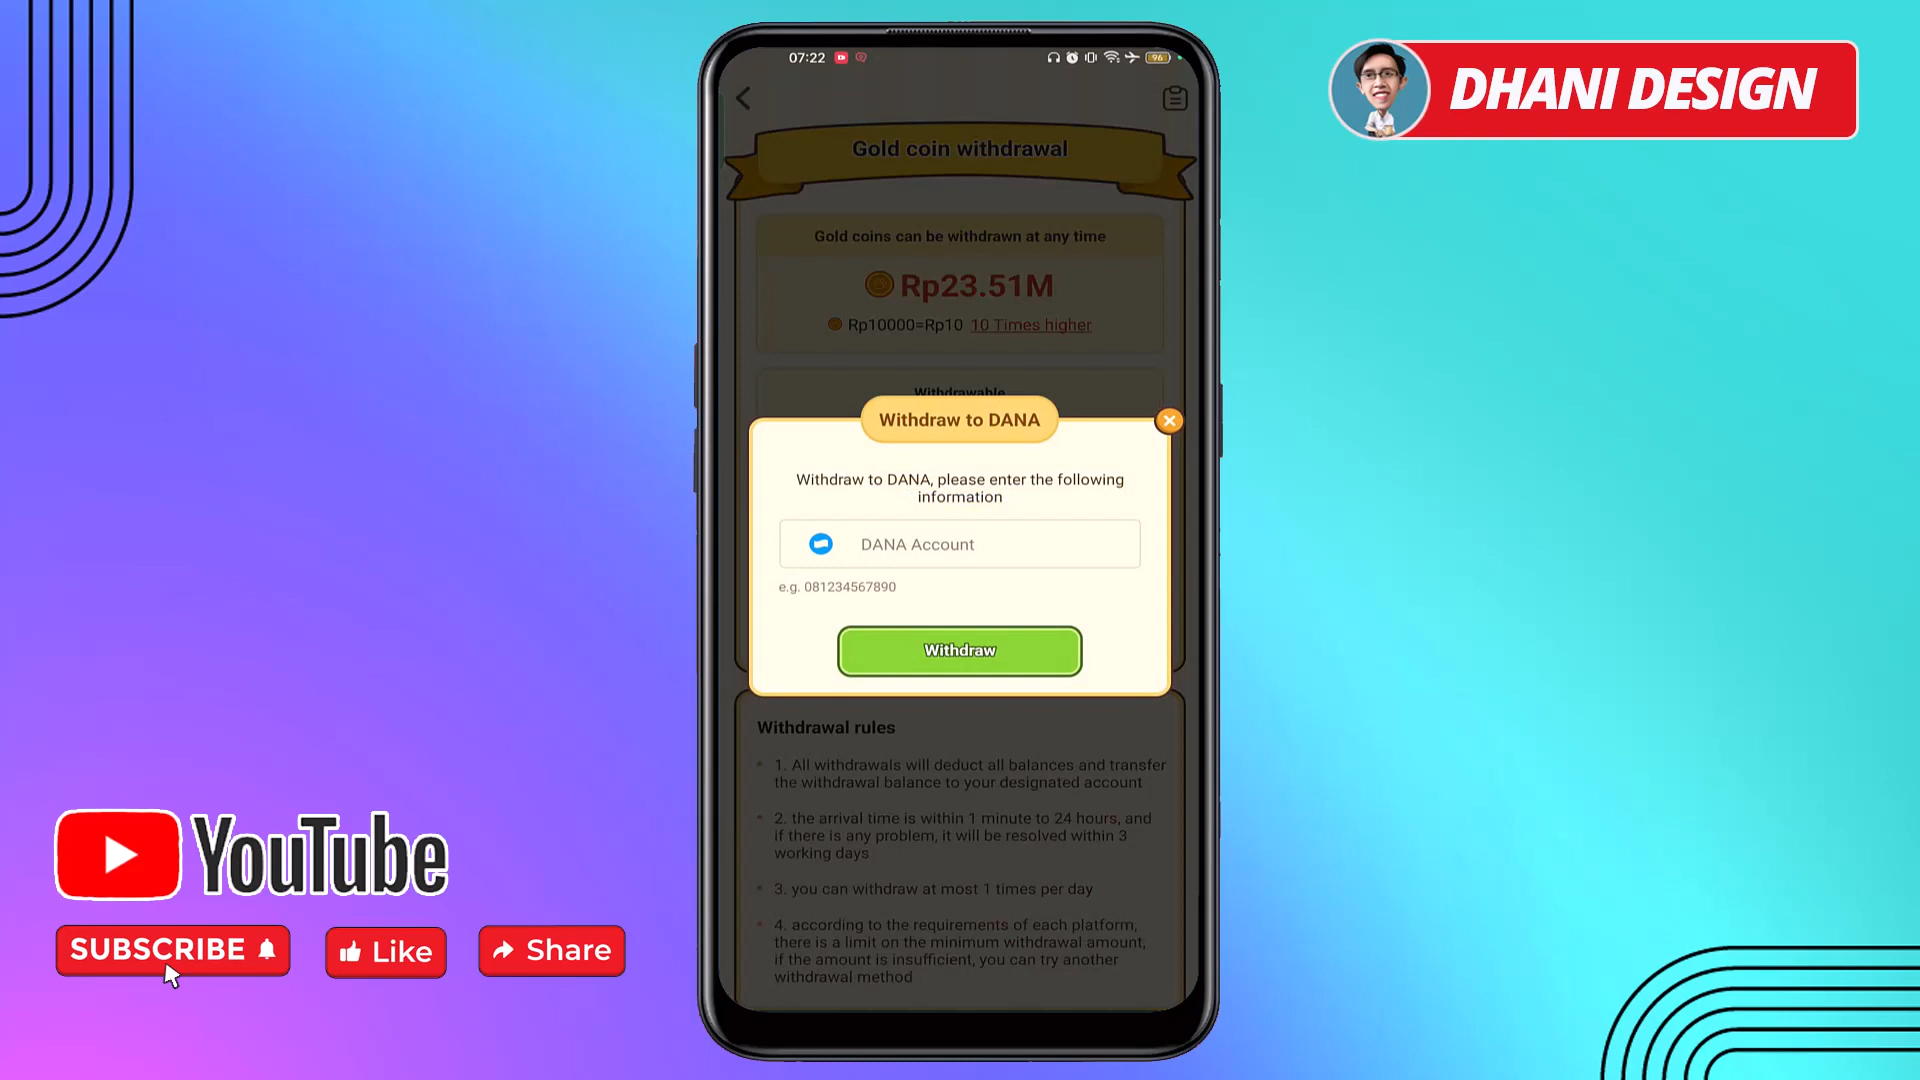 07:22
96
DHANI DESIGN
Gold coin withdrawal
Gold coins can be withdrawn at any time
Rp23.51M
Rp10000=Rp10 10 Times higher
Withdrawable
Withdraw to DANA
Withdraw to DANA, please enter the following
information
DANA Account
e.g. 081234567890
Withdraw
Withdrawal rules
1. All withdrawals will deduct all balances and transfer
the withdrawal balance to your designated account
2. the arrival time is within 1 minute to 24 hours, and
if there is any problem, it will be resolved within 3
working days
3. you can withdraw at most 1 times per day
4. according to the requirements of each platform,
there is a limit on the minimum withdrawal amount,
if the amount is insufficient, you can try another
withdrawal method
YouTube
SUBSCRIBE
Like
Share